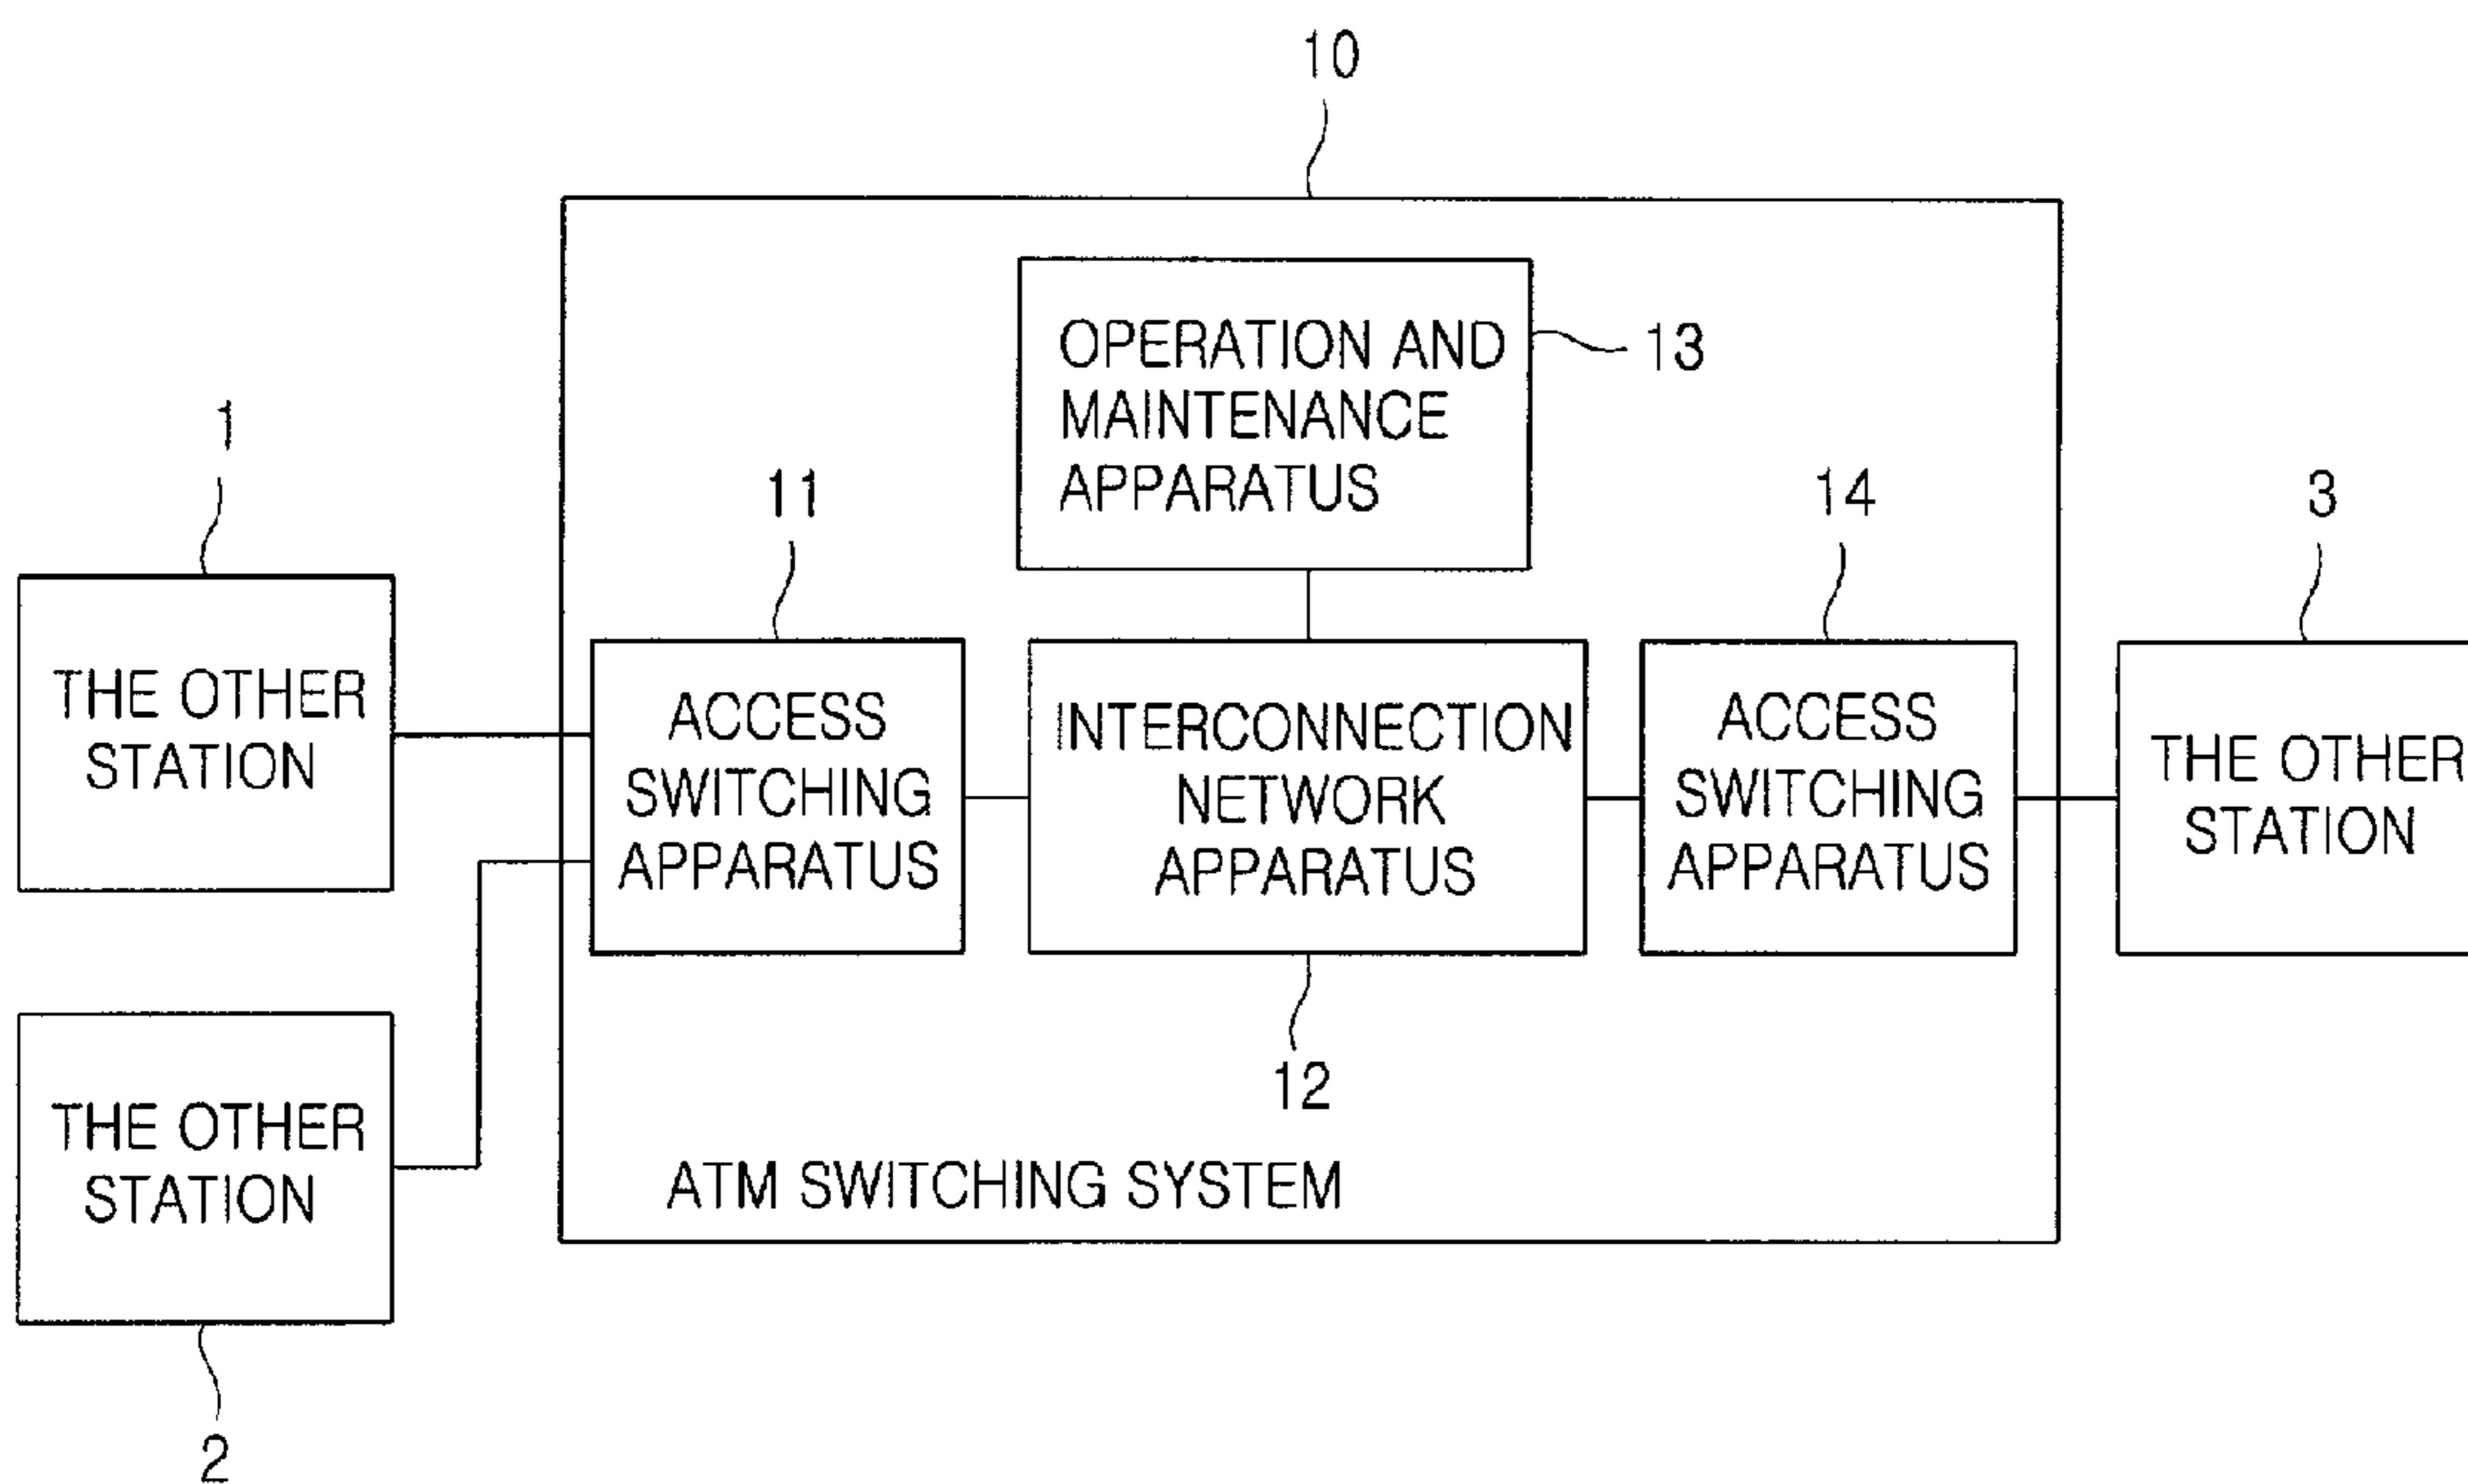 10
OPERATION AND
MAINTENANCE
APPARATUS
13
1
11
14
3
THE OTHER
STATION
ACCESS
SWITCHING
APPARATUS
INTERCONNECTION
NETWORK
APPARATUS
ACCESS
SWITCHING
APPARATUS
THE OTHER
STATION
12
THE OTHER
STATION
ATM SWITCHING SYSTEM
2